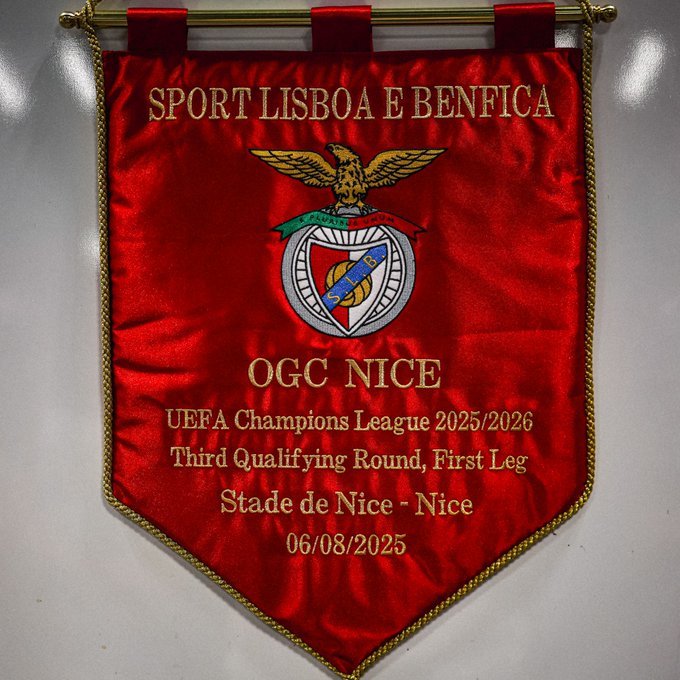 SPORT LISBOA E BENFICA
E PLURIBUS UNUM
S. L. B.
OGC NICE
UEFA Champions League 2025/2026
Third Qualifying Round, First Leg
Stade de Nice - Nice
06/08/2025